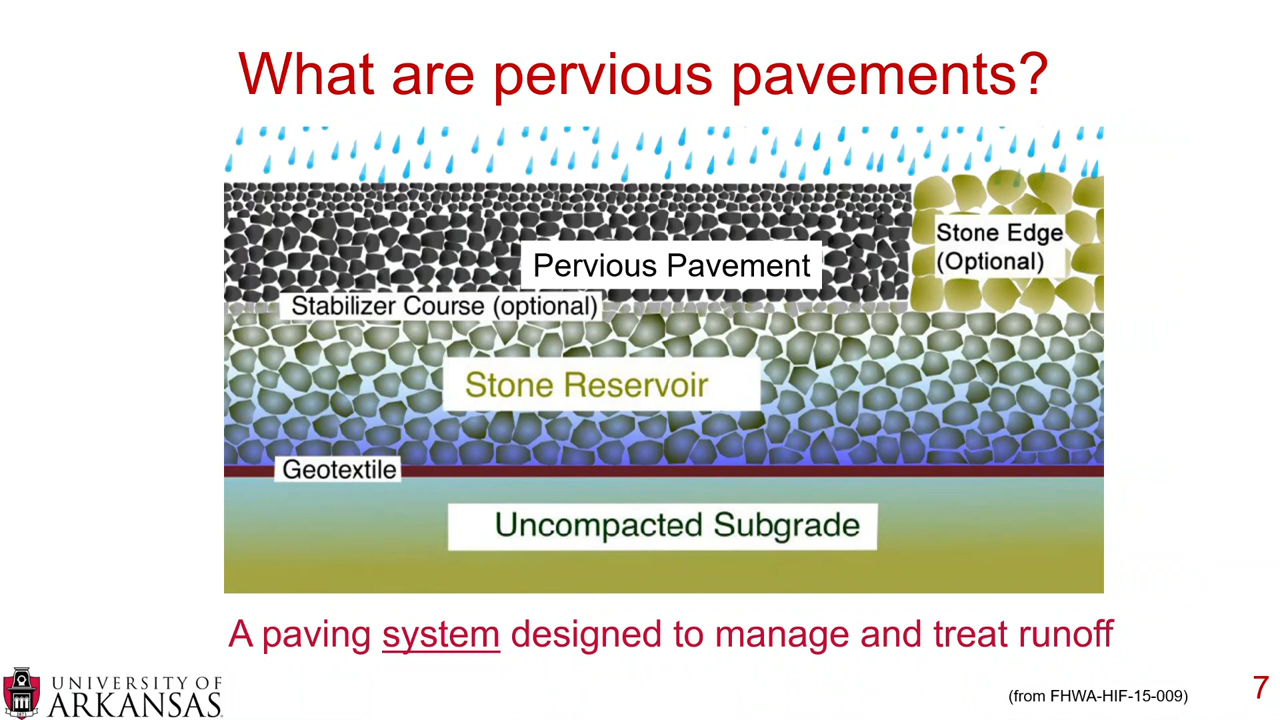 What are pervious pavements?
Stone Edge
(Optional)
Pervious Pavement
Stabilizer Course (optional)
Stone Reservoir
Geotextile
Uncompacted Subgrade
A paving system designed to manage and treat runoff
UNIVERSITY OF
ARKANSAS
(from FHWA-HIF-15-009)
7